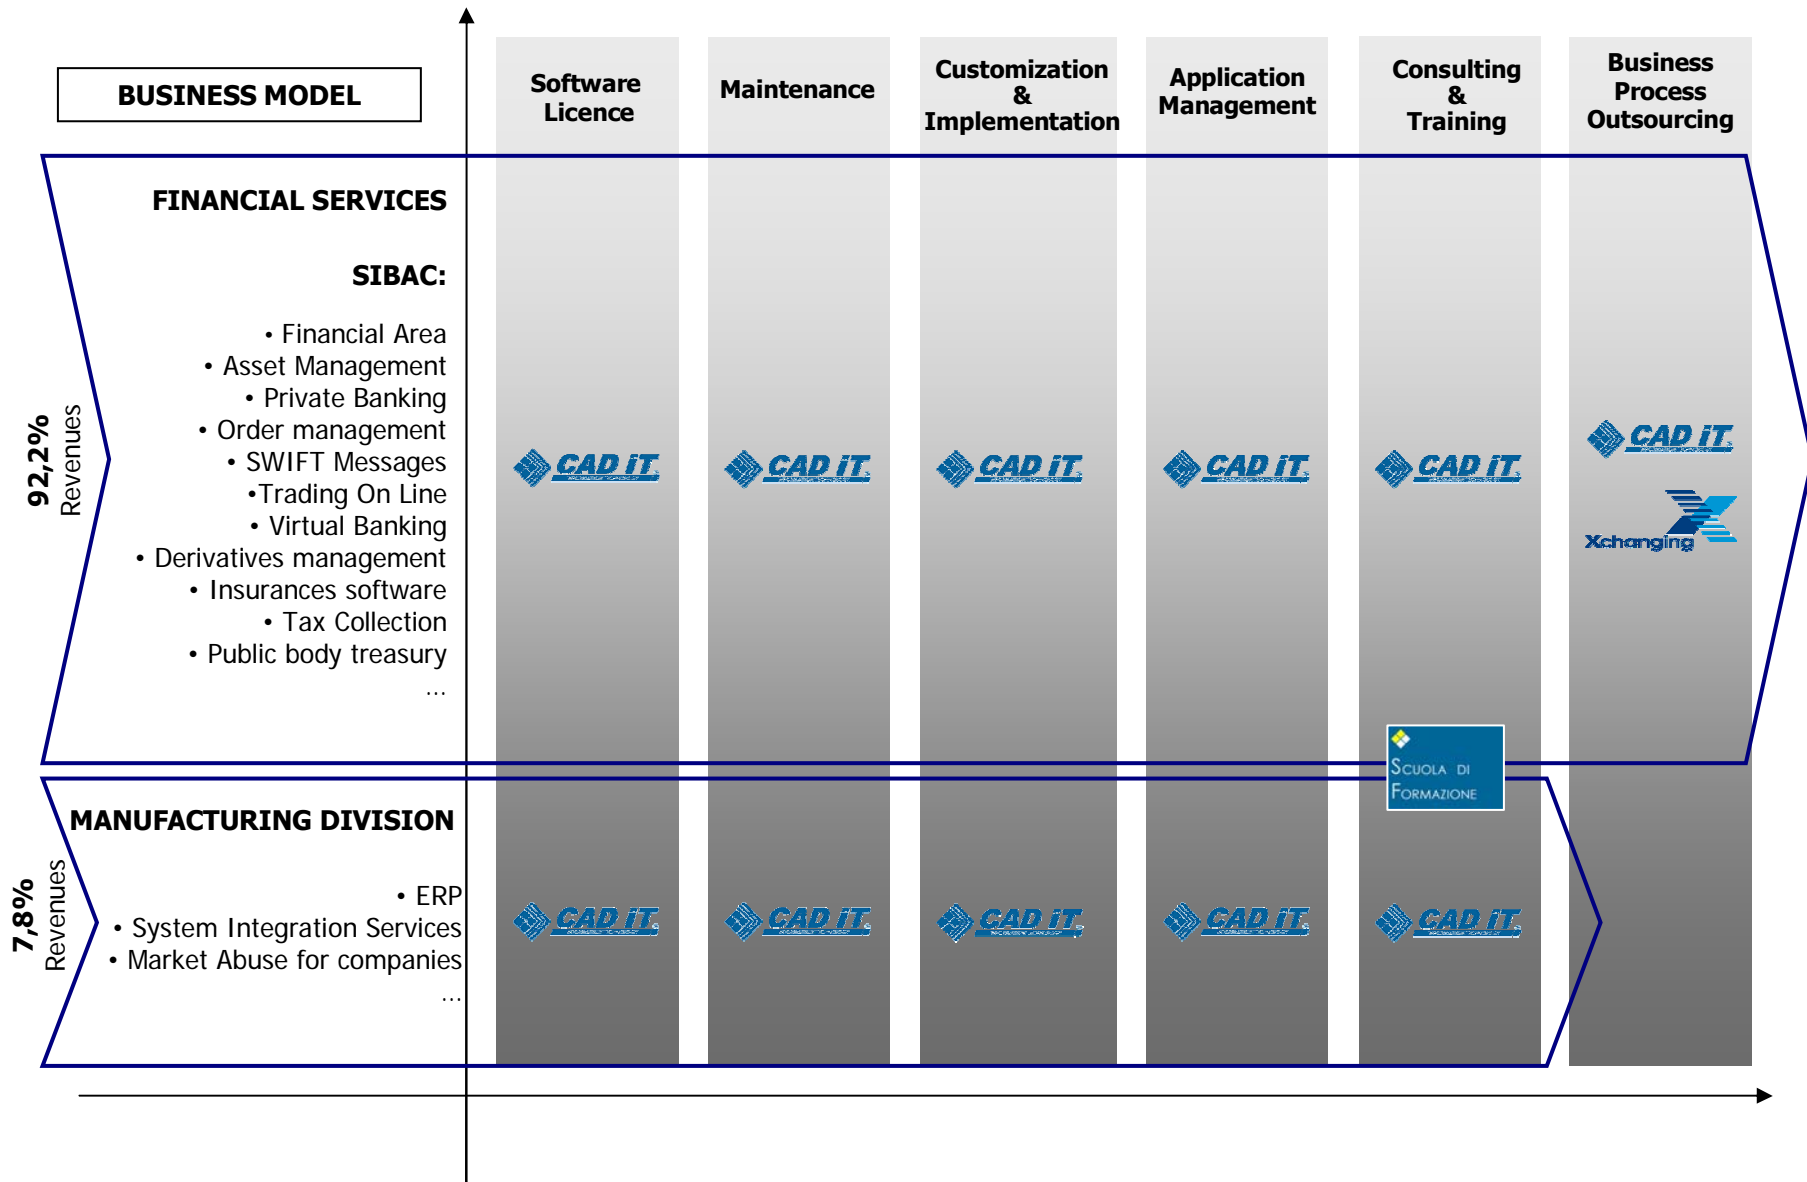 BUSINESS MODEL
Software
Licence
Maintenance
Customization
&
Implementation
Application
Management
Consulting
&
Training
Business
Process
Outsourcing
92,2%
Revenues
FINANCIAL SERVICES
SIBAC:
• Financial Area
• Asset Management
• Private Banking
• Order management
• SWIFT Messages
•Trading On Line
• Virtual Banking
• Derivatives management
• Insurances software
• Tax Collection
• Public body treasury
...
CAD iT
CAD iT
CAD iT
CAD iT
CAD iT
CAD iT
Xchanging
SCUOLA DI
FORMAZIONE
7,8%
Revenues
MANUFACTURING DIVISION
• ERP
• System Integration Services
• Market Abuse for companies
...
CAD iT
CAD iT
CAD iT
CAD iT
CAD iT